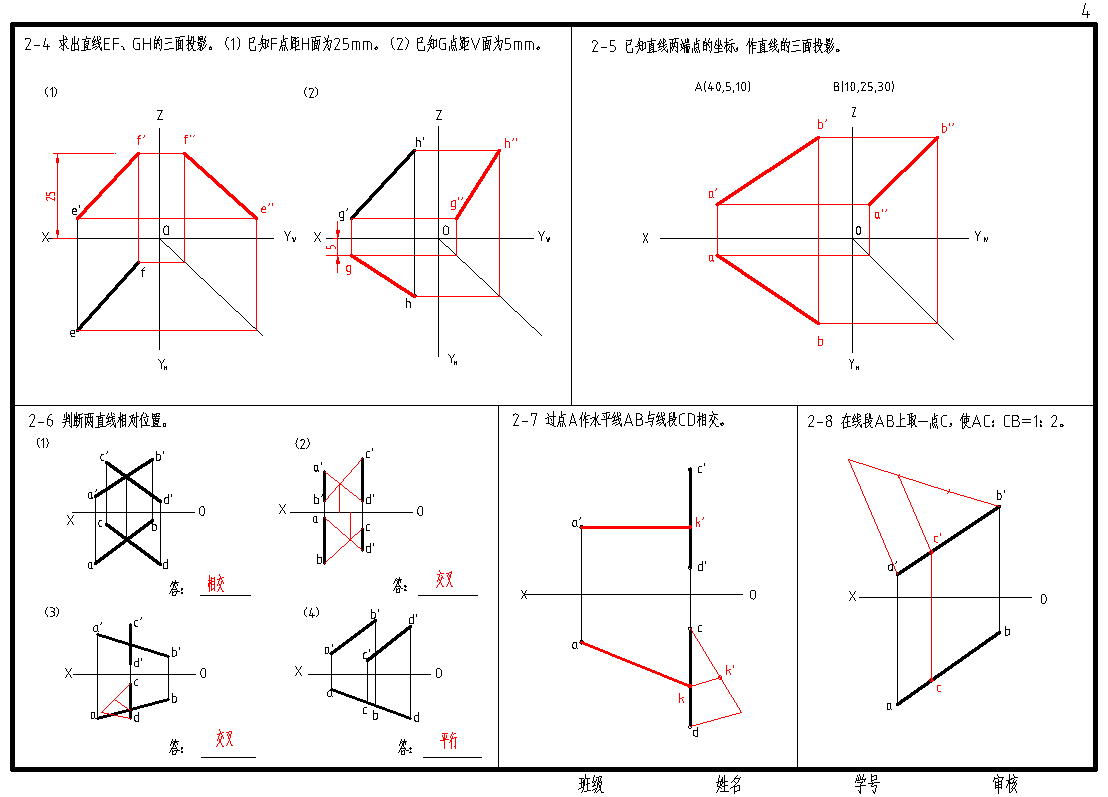 4
2-4 求出直线EF、GH的三面投影。(1) 已知F点距H面为25mm。(2) 已知G点距V面为5mm。
(1)
Z
f'
f''
25
e'
e''
X
O
YW
f
e
YH
(2)
Z
h'
h''
g'
g''
X
O
YW
5
g
h
YH
2-5 已知直线两端点的坐标，作直线的三面投影。
A(40,5,10)
B(10,25,30)
Z
b'
b''
a'
a''
X
O
YW
a
b
YH
2-6 判断两直线相对位置。
(1)
c'
b'
a'
d'
X
O
c
b
a
d
答： 相交
(2)
a'
c'
b'
d'
X
O
a
c
b
d'
答： 交叉
(3)
a'
c'
b'
d'
X
O
c
b
a
d
答： 交叉
(4)
b'
d'
a'
c'
X
O
a
c
b
d
答： 平行
2-7 过点A作水平线AB与线段CD相交。
c'
a'
k'
d'
X
O
c
a
k'
k
d
2-8 在线段AB上取一点C，使AC：CB=1：2。
b'
c'
a'
X
O
b
c
a
班级
姓名
学号
审核